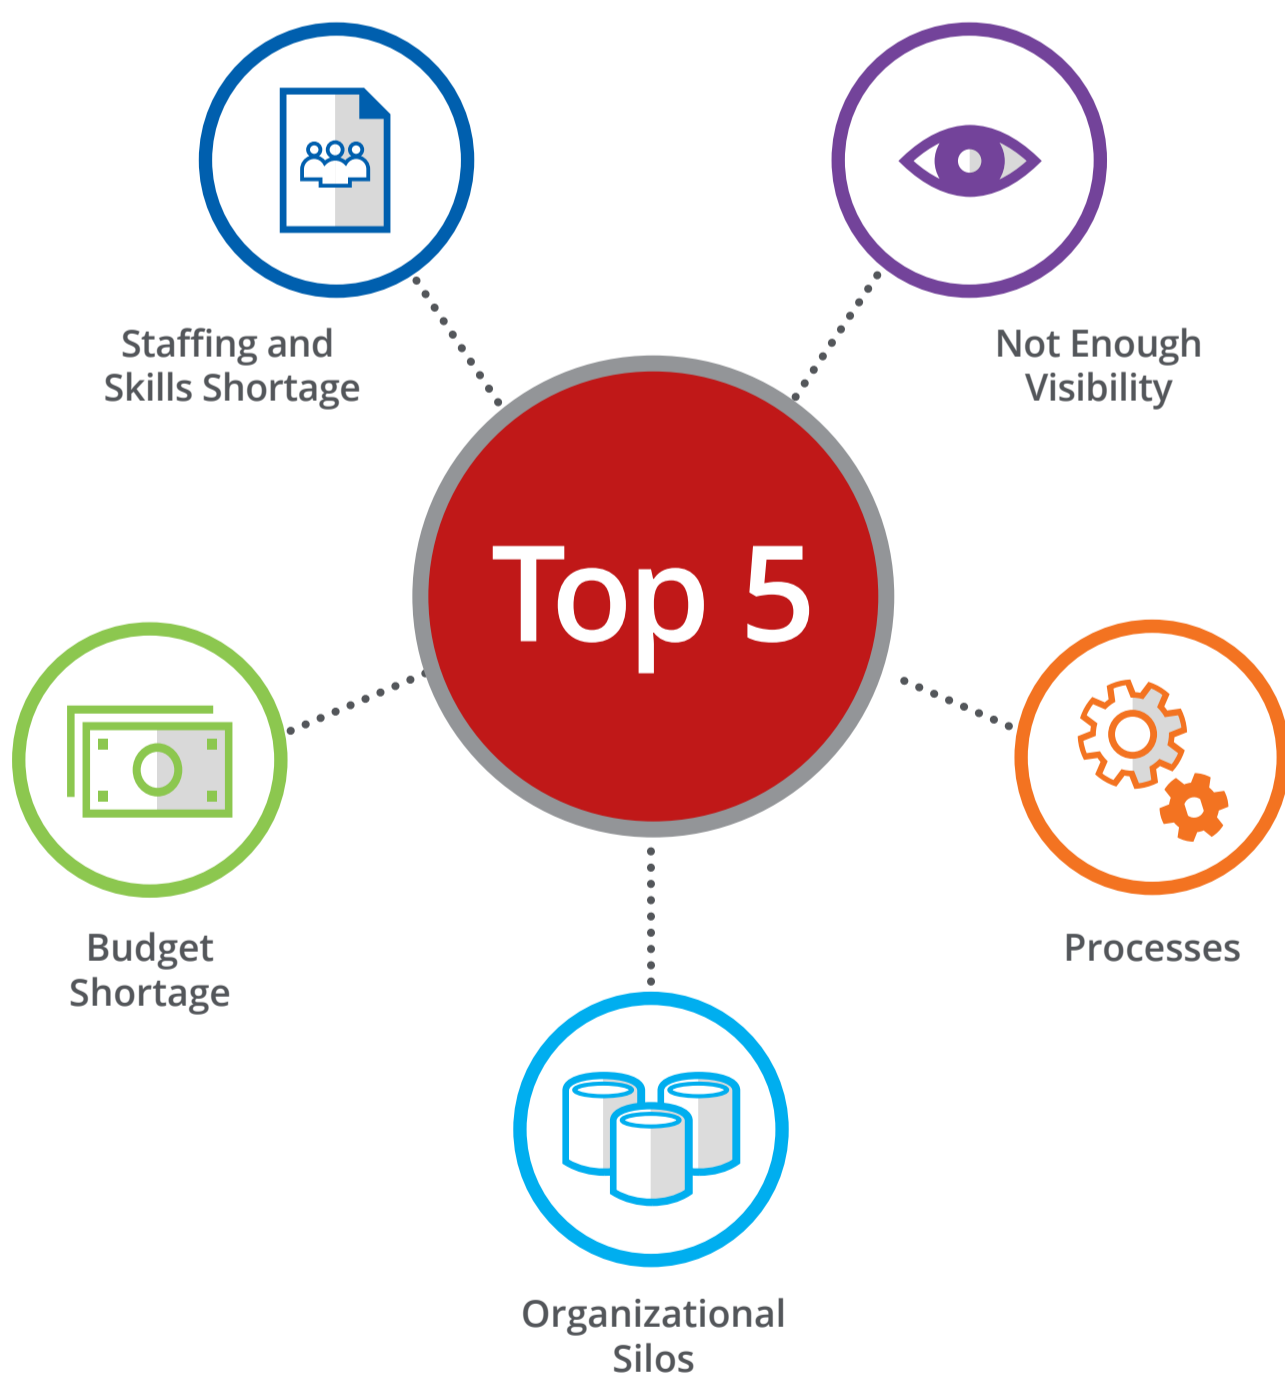 Staffing and
Skills Shortage
Not Enough
Visibility
Top 5
Budget
Shortage
Processes
Organizational
Silos